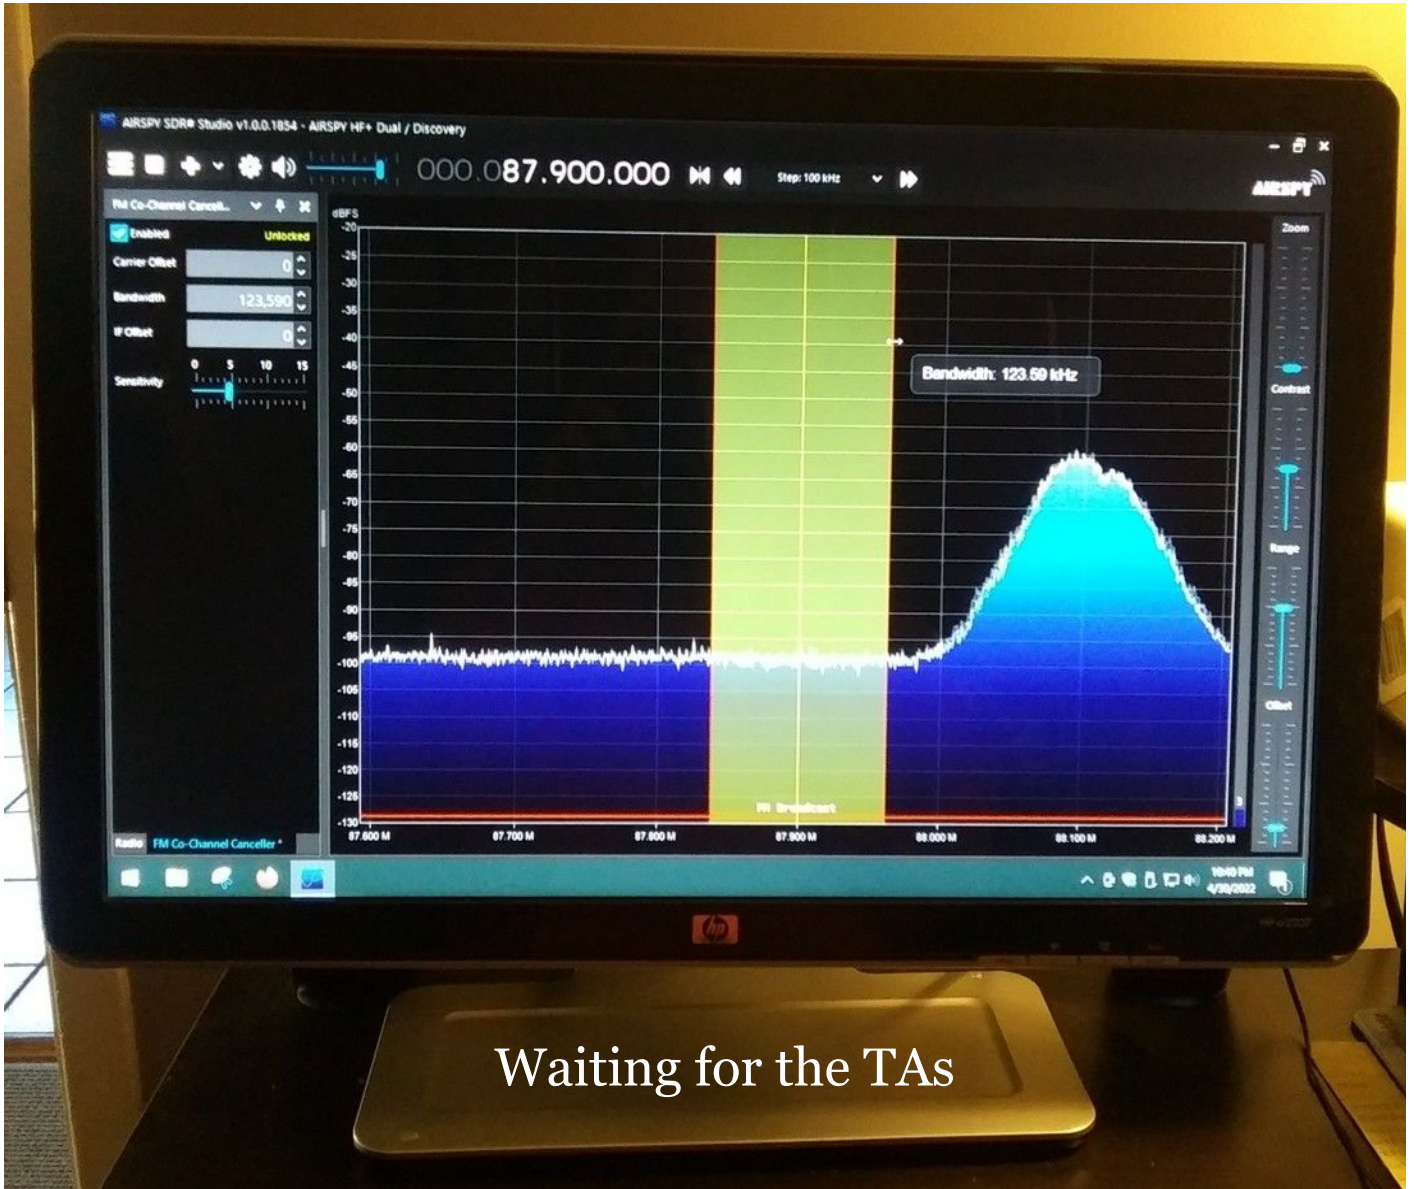 AIRSPY SDR# Studio v1.0.0.1854 - AIRSPY HF+ Dual / Discovery
000.087.900.000
Step: 100 kHz
AIRSPY
FM Co-Channel Cancell...
Enabled
Unlocked
Carrier Offset
0
Bandwidth
123,590
IF Offset
0
0 5 10 15
Sensitivity
Radio
FM Co-Channel Canceller *
dBFS
-20
-25
-30
-35
-40
-45
-50
-55
-60
-65
-70
-75
-80
-85
-90
-95
-100
-105
-110
-115
-120
-125
-130
Bandwidth: 123.59 kHz
FM Broadcast
87.600 M 87.700 M 87.800 M 87.900 M 88.000 M 88.100 M 88.200 M
3
Zoom
Contrast
Range
Offset
10:40 PM
4/30/2022
hp
Waiting for the TAs